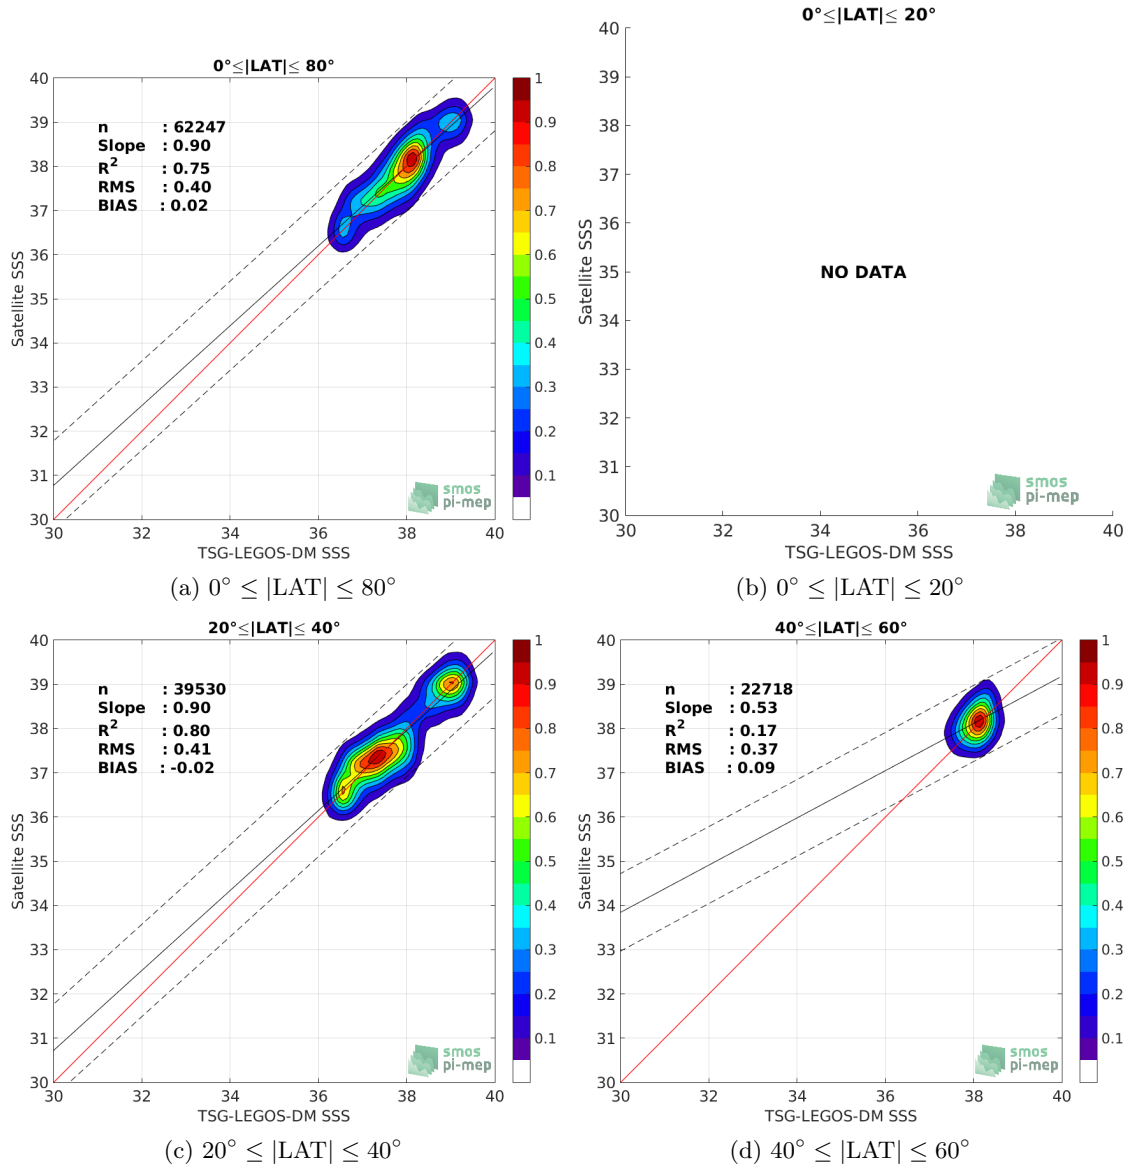 0°≤|LAT|≤ 80°
40
39
38
37
36
35
34
33
32
31
30
Satellite SSS
n : 62247
Slope : 0.90
R2 : 0.75
RMS : 0.40
BIAS : 0.02
smos
pi-mep
30 32 34 36 38 40
TSG-LEGOS-DM SSS
1
0.9
0.8
0.7
0.6
0.5
0.4
0.3
0.2
0.1
(a) 0° ≤ |LAT| ≤ 80°
0°≤|LAT|≤ 20°
40
39
38
37
36
35
34
33
32
31
30
Satellite SSS
NO DATA
smos
pi-mep
30 32 34 36 38 40
TSG-LEGOS-DM SSS
(b) 0° ≤ |LAT| ≤ 20°
20°≤|LAT|≤ 40°
40
39
38
37
36
35
34
33
32
31
30
Satellite SSS
n : 39530
Slope : 0.90
R2 : 0.80
RMS : 0.41
BIAS : -0.02
smos
pi-mep
30 32 34 36 38 40
TSG-LEGOS-DM SSS
1
0.9
0.8
0.7
0.6
0.5
0.4
0.3
0.2
0.1
(c) 20° ≤ |LAT| ≤ 40°
40°≤|LAT|≤ 60°
40
39
38
37
36
35
34
33
32
31
30
Satellite SSS
n : 22718
Slope : 0.53
R2 : 0.17
RMS : 0.37
BIAS : 0.09
smos
pi-mep
30 32 34 36 38 40
TSG-LEGOS-DM SSS
1
0.9
0.8
0.7
0.6
0.5
0.4
0.3
0.2
0.1
(d) 40° ≤ |LAT| ≤ 60°